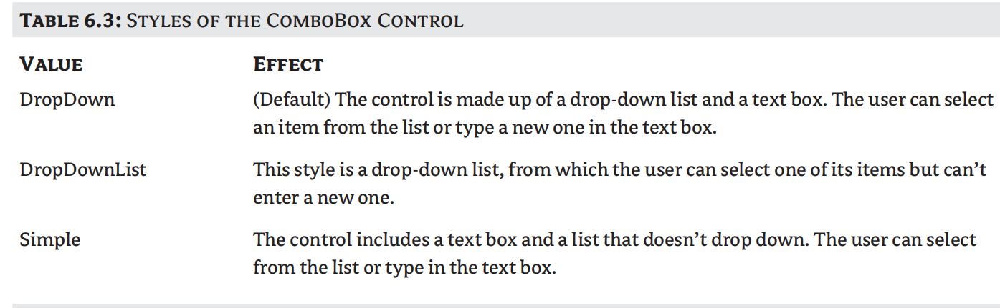 TABLE 6.3: STYLES OF THE COMBOBOX CONTROL
VALUE EFFECT
DropDown (Default) The control is made up of a drop-down list and a text box. The user can select
an item from the list or type a new one in the text box.
DropDownList This style is a drop-down list, from which the user can select one of its items but can’t
enter a new one.
Simple The control includes a text box and a list that doesn’t drop down. The user can select
from the list or type in the text box.